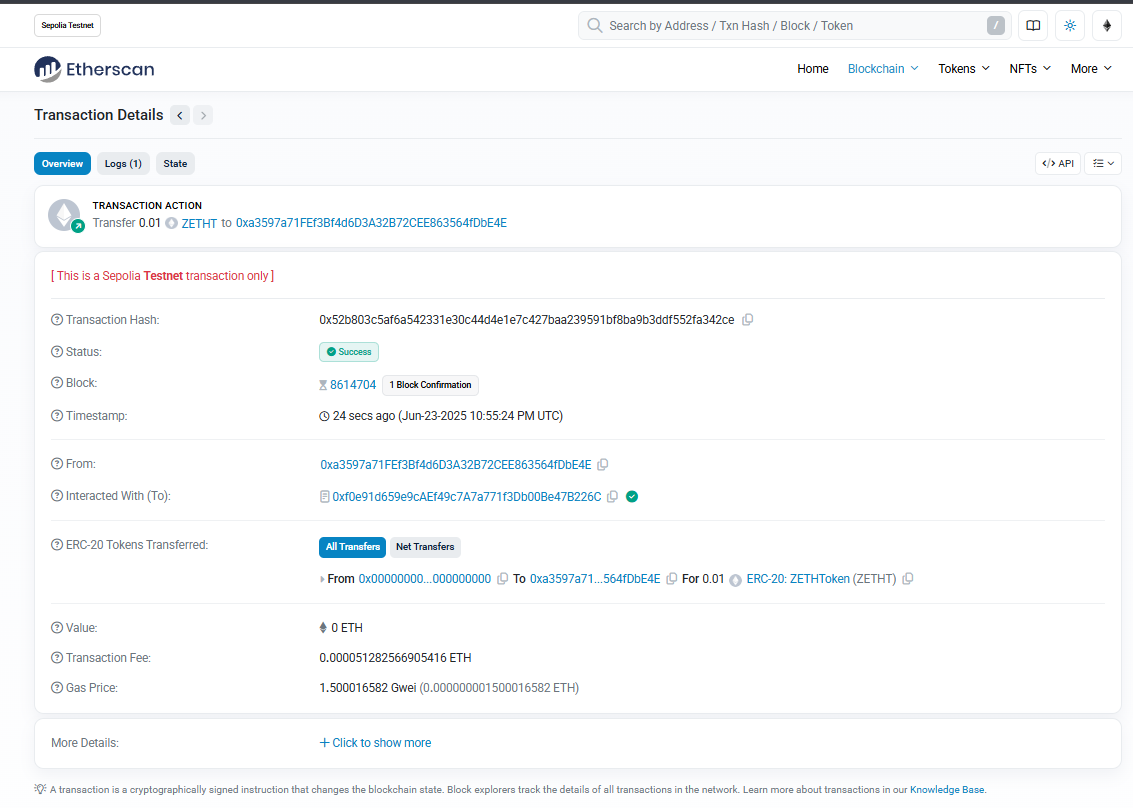 Sepolia Testnet
Search by Address / Txn Hash / Block / Token /
Etherscan
Home Blockchain Tokens NFTs More
Transaction Details
Overview Logs (1) State
</> API
TRANSACTION ACTION
Transfer 0.01 ZETHT to 0xa3597a71FEf3Bf4d6D3A32B72CEE863564fDbE4E
[ This is a Sepolia Testnet transaction only ]
Transaction Hash: 0x52b803c5af6a542331e30c44d4e1e7c427baa239591bf8ba9b3ddf552fa342ce
Status: Success
Block: 8614704 1 Block Confirmation
Timestamp: 24 secs ago (Jun-23-2025 10:55:24 PM UTC)
From: 0xa3597a71FEf3Bf4d6D3A32B72CEE863564fDbE4E
Interacted With (To): 0xf0e91d659e9cAEf49c7A7a771f3Db00Be47B226C
ERC-20 Tokens Transferred: All Transfers Net Transfers
From 0x00000000...000000000 To 0xa3597a71...564fDbE4E For 0.01 ERC-20: ZETHToken (ZETHT)
Value: 0 ETH
Transaction Fee: 0.000051282566905416 ETH
Gas Price: 1.500016582 Gwei (0.000000001500016582 ETH)
More Details: + Click to show more
A transaction is a cryptographically signed instruction that changes the blockchain state. Block explorers track the details of all transactions in the network. Learn more about transactions in our Knowledge Base.